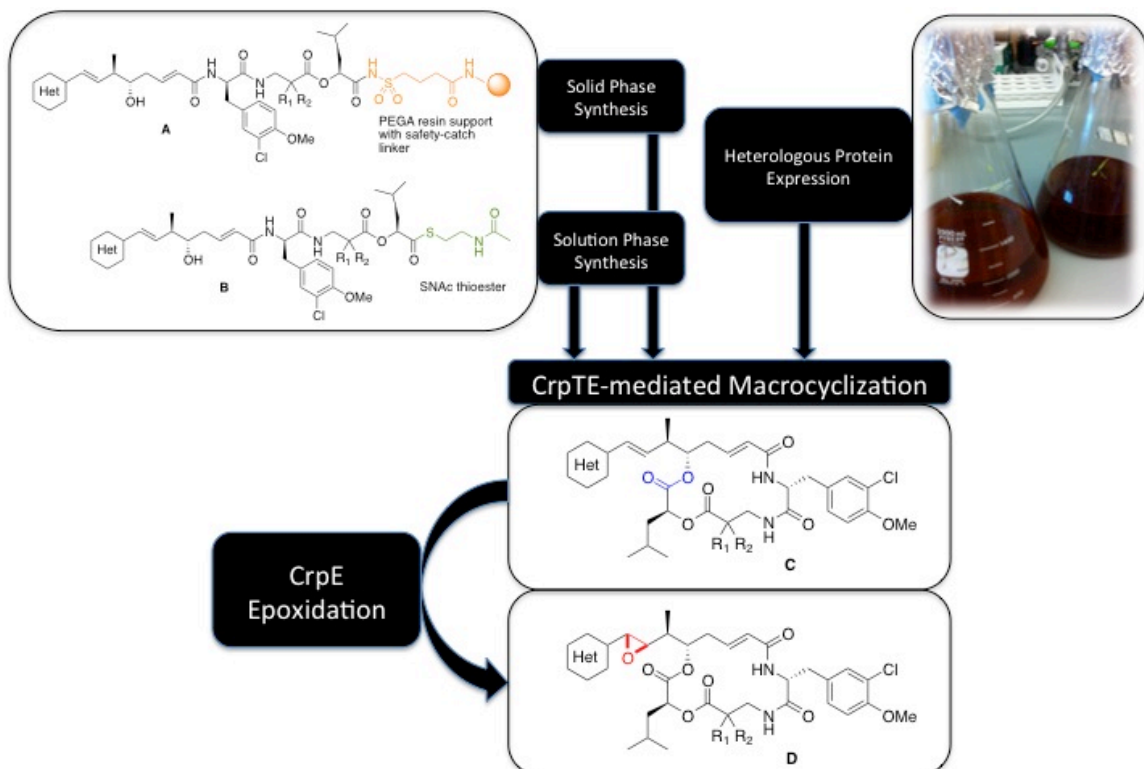 Het
OH
O
H
N
O
N
H
R₁ R₂
O
O
O
NH
S
O O
O
H
N
OMe
Cl
A
PEGA resin support
with safety-catch
linker
Het
OH
O
H
N
O
N
H
R₁ R₂
O
O
O
S
N
H
O
OMe
Cl
B
SNAc thioester
Solid Phase
Synthesis
Solution Phase
Synthesis
Heterologous Protein
Expression
CrpTE-mediated Macrocyclization
Het
O
O
O
HN
O
O
O
N
H
R₁ R₂
Cl
OMe
C
CrpE
Epoxidation
Het
O
O
O
O
HN
O
O
O
N
H
R₁ R₂
Cl
OMe
D